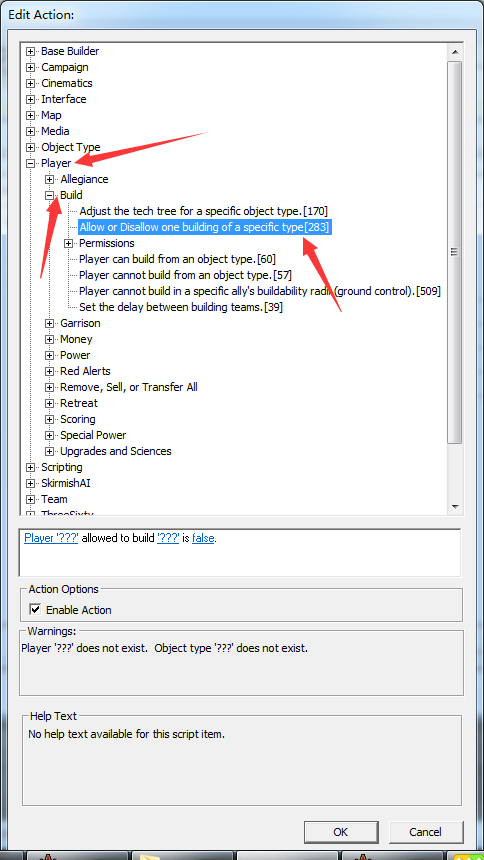 Edit Action:
Base Builder
Campaign
Cinematics
Interface
Map
Media
Object Type
Player
Allegiance
Build
Adjust the tech tree for a specific object type.[170]
Allow or Disallow one building of a specific type[283]
Permissions
Player can build from an object type.[60]
Player cannot build from an object type.[57]
Player cannot build in a specific ally's buildability radii (ground control).[509]
Set the delay between building teams.[39]
Garrison
Money
Power
Red Alerts
Remove, Sell, or Transfer All
Retreat
Scoring
Special Power
Upgrades and Sciences
Scripting
SkirmishAI
Team
ThreeSixty
Player '???' allowed to build '???' is false.
Action Options
Enable Action
Warnings:
Player '???' does not exist.  Object type '???' does not exist.
Help Text
No help text available for this script item.
OK
Cancel